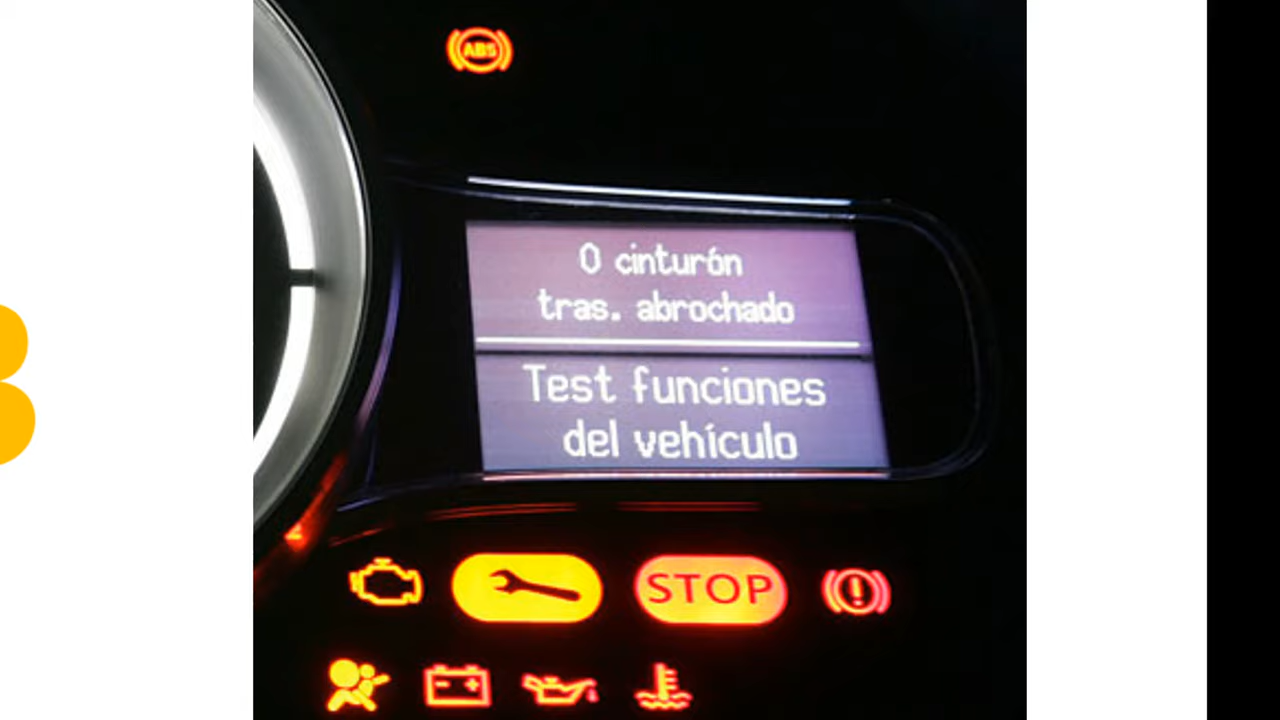 ABS
0 cinturón
tras. abrochado
Test funciones
del vehículo
STOP